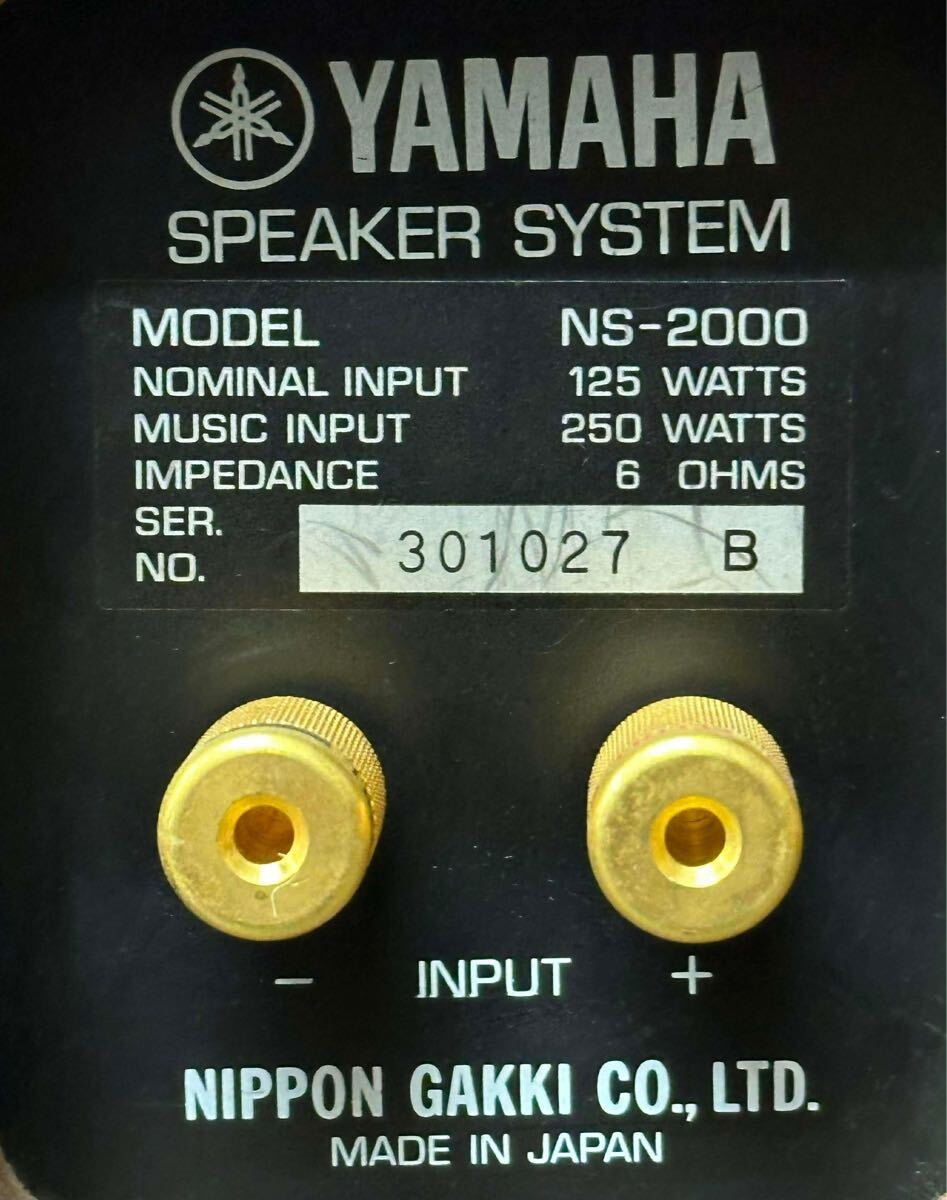 YAMAHA
SPEAKER SYSTEM
MODEL NS-2000
NOMINAL INPUT 125 WATTS
MUSIC INPUT 250 WATTS
IMPEDANCE 6 OHMS
SER.
NO. 301027 B
- INPUT +
NIPPON GAKKI CO., LTD.
MADE IN JAPAN